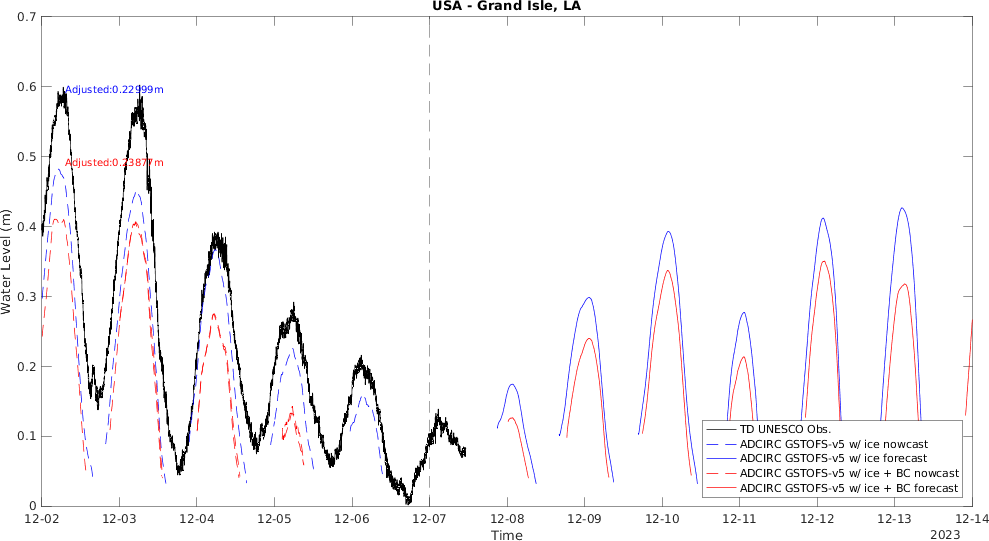 USA - Grand Isle, LA
0.7
0.6
0.5
0.4
0.3
0.2
0.1
0
Water Level (m)
Adjusted:0.22999m
Adjusted:0.23877m
12-02
12-03
12-04
12-05
12-06
12-07
12-08
12-09
12-10
12-11
12-12
12-13
12-14
2023
Time
TD UNESCO Obs.
ADCIRC GSTOFS-v5 w/ ice nowcast
ADCIRC GSTOFS-v5 w/ ice forecast
ADCIRC GSTOFS-v5 w/ ice + BC nowcast
ADCIRC GSTOFS-v5 w/ ice + BC forecast